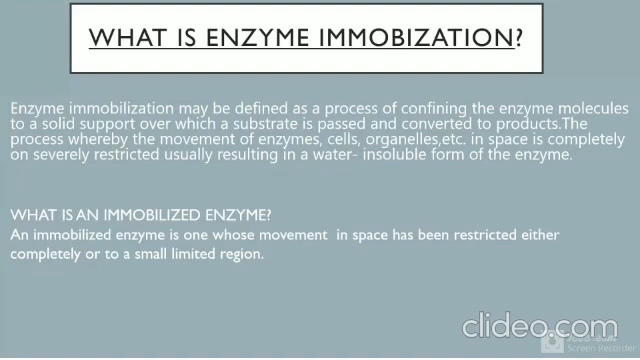 WHAT IS ENZYME IMMOBIZATION?
Enzyme immobilization may be defined as a process of confining the enzyme molecules
to a solid support over which a substrate is passed and converted to products.The
process whereby the movement of enzymes, cells, organelles,etc. in space is completely
on severely restricted usually resulting in a water- insoluble form of the enzyme.
WHAT IS AN IMMOBILIZED ENZYME?
An immobilized enzyme is one whose movement in space has been restricted either
completely or to a small limited region.
clideo.com
Screen Recorder